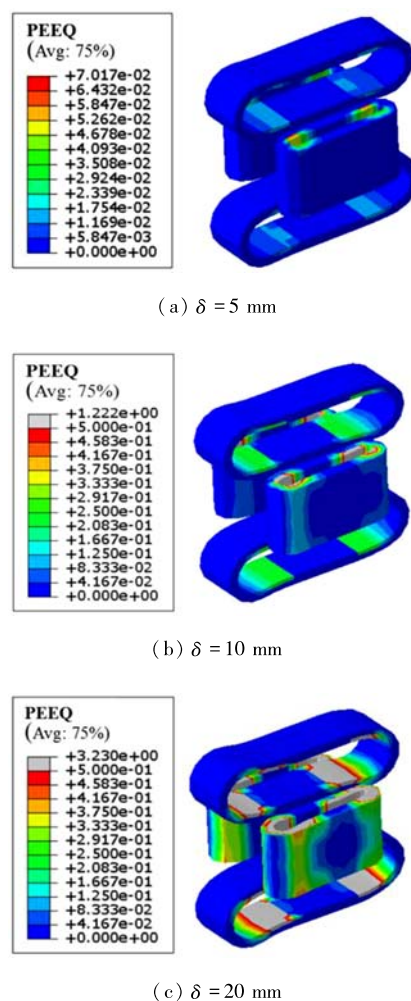 PEEQ
(Avg: 75%)
+7.017e-02
+6.432e-02
+5.847e-02
+5.262e-02
+4.678e-02
+4.093e-02
+3.508e-02
+2.924e-02
+2.339e-02
+1.754e-02
+1.169e-02
+5.847e-03
+0.000e+00
(a) δ = 5 mm
PEEQ
(Avg: 75%)
+1.222e+00
+5.000e-01
+4.583e-01
+4.167e-01
+3.750e-01
+3.333e-01
+2.917e-01
+2.500e-01
+2.083e-01
+1.667e-01
+1.250e-01
+8.333e-02
+4.167e-02
+0.000e+00
(b) δ = 10 mm
PEEQ
(Avg: 75%)
+3.230e+00
+5.000e-01
+4.583e-01
+4.167e-01
+3.750e-01
+3.333e-01
+2.917e-01
+2.500e-01
+2.083e-01
+1.667e-01
+1.250e-01
+8.333e-02
+4.167e-02
+0.000e+00
(c) δ = 20 mm